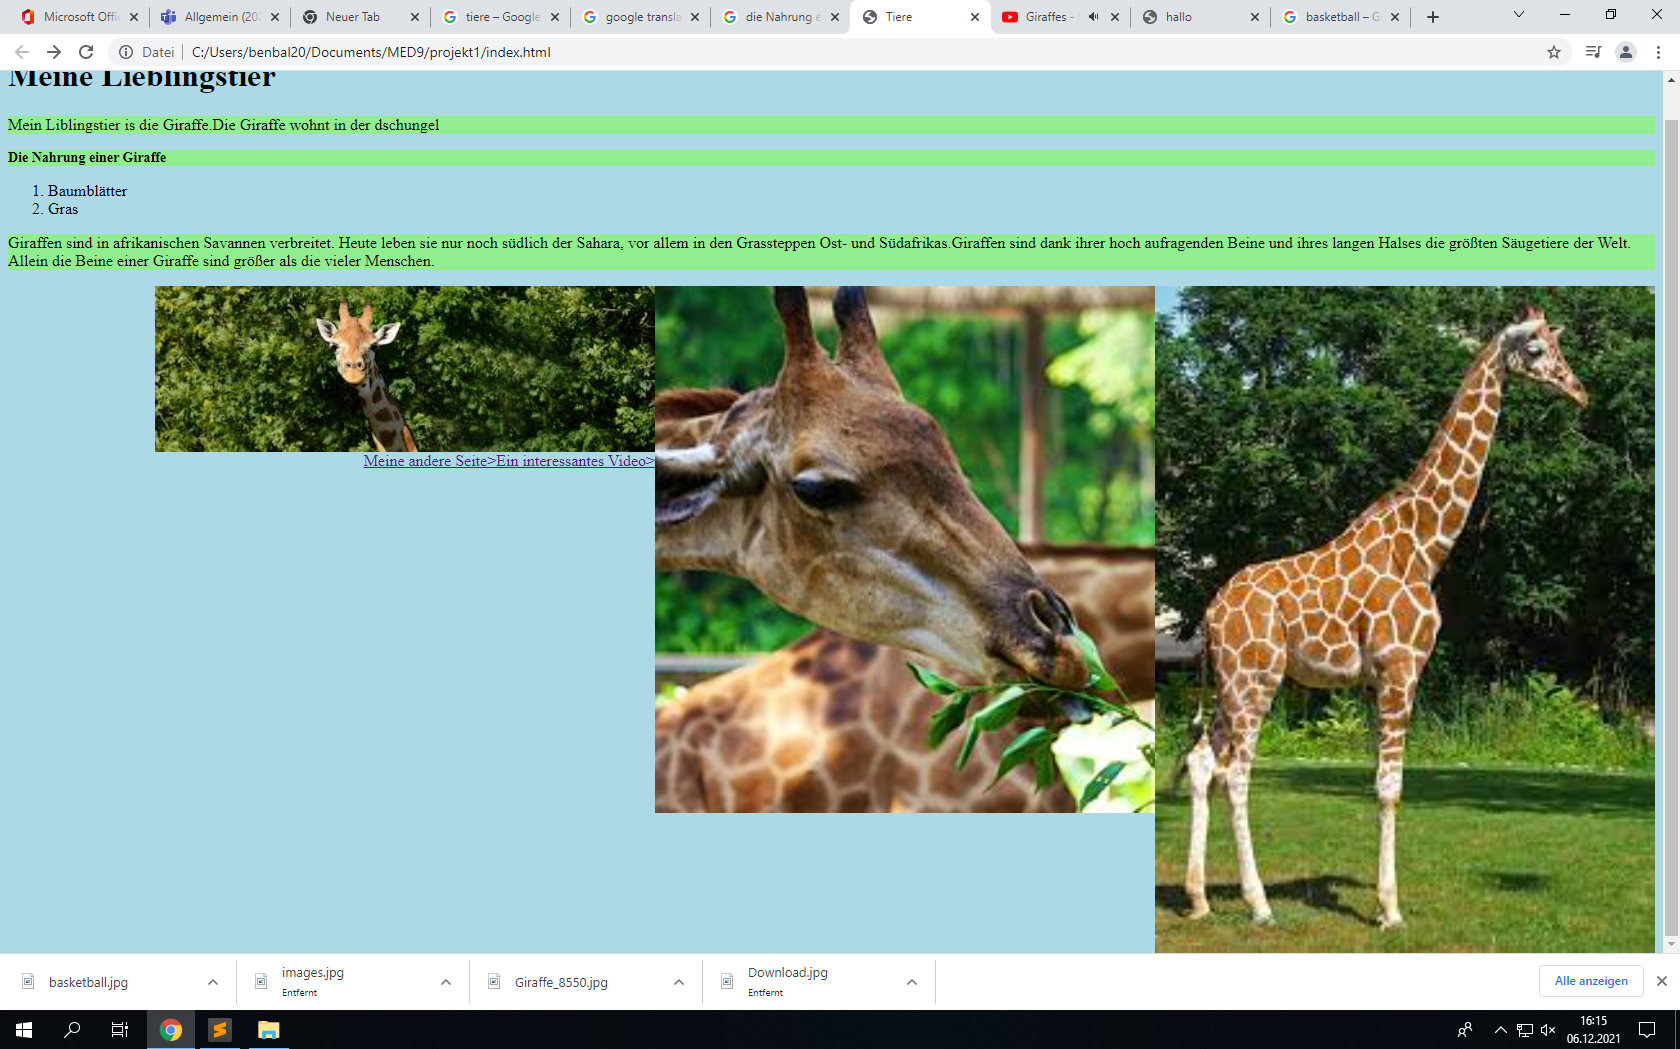 Microsoft Offi
Allgemein (202
Neuer Tab
tiere – Google
google transla
die Nahrung e
Tiere
Giraffes -
hallo
basketball – G
Datei
C:/Users/benbal20/Documents/MED9/projekt1/index.html
Meine Lieblingstier
Mein Liblingstier is die Giraffe.Die Giraffe wohnt in der dschungel
Die Nahrung einer Giraffe
1. Baumblätter
2. Gras
Giraffen sind in afrikanischen Savannen verbreitet. Heute leben sie nur noch südlich der Sahara, vor allem in den Grassteppen Ost- und Südafrikas.Giraffen sind dank ihrer hoch aufragenden Beine und ihres langen Halses die größten Säugetiere der Welt.
Allein die Beine einer Giraffe sind größer als die vieler Menschen.
Meine andere Seite>Ein interessantes Video>
basketball.jpg
images.jpg
Entfernt
Giraffe_8550.jpg
Download.jpg
Entfernt
Alle anzeigen
16:15
06.12.2021